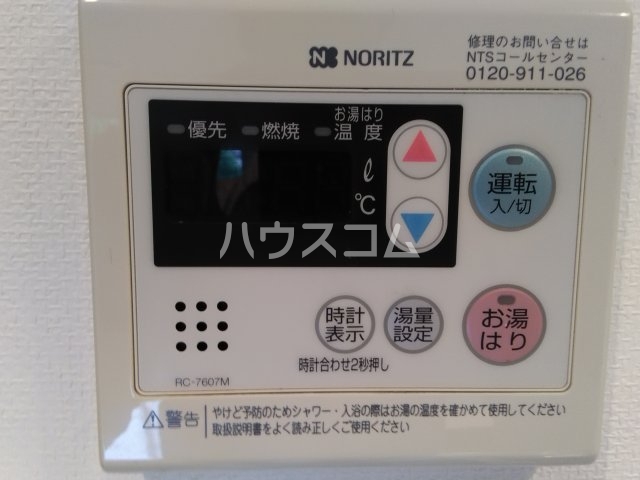 NORITZ
修理のお問い合せは
NTSコールセンター
0120-911-026
優先
燃焼
お湯はり
温度
ℓ
℃
運転
入/切
ハウスコム
時計
表示
湯量
設定
お湯
はり
時計合わせ2秒押し
RC-7607M
警告
やけど予防のためシャワー・入浴の際はお湯の温度を確かめて使用してください
取扱説明書をよく読み正しくご使用ください